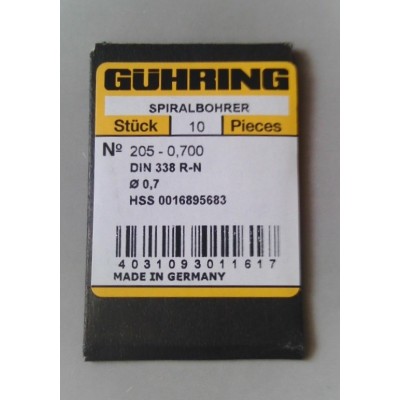 GÜHRING
SPIRALBOHRER
Stück 10 Pieces
Nº 205 - 0,700
DIN 338 R-N
Ø 0,7
HSS 0016895683
4031093011617
MADE IN GERMANY